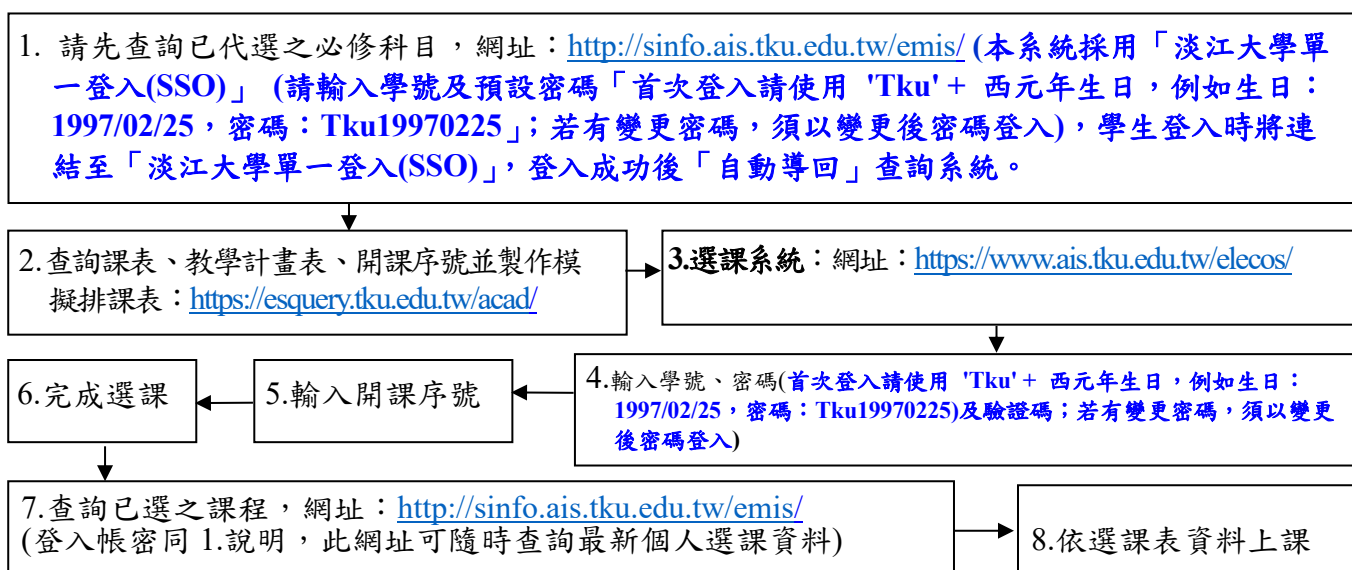 1. 請先查詢已代選之必修科目，網址：http://sinfo.ais.tku.edu.tw/emis/ (本系統採用「淡江大學單
一登入(SSO)」 (請輸入學號及預設密碼「首次登入請使用 'Tku' + 西元年生日，例如生日：
1997/02/25，密碼：Tku19970225」；若有變更密碼，須以變更後密碼登入)，學生登入時將連
結至「淡江大學單一登入(SSO)」，登入成功後「自動導回」查詢系統。
2.查詢課表、教學計畫表、開課序號並製作模
擬排課表：https://esquery.tku.edu.tw/acad/
3.選課系統：網址：https://www.ais.tku.edu.tw/elecos/
4.輸入學號、密碼(首次登入請使用 'Tku' + 西元年生日，例如生日：
1997/02/25，密碼：Tku19970225)及驗證碼；若有變更密碼，須以變更
後密碼登入)
5.輸入開課序號
6.完成選課
7.查詢已選之課程，網址：http://sinfo.ais.tku.edu.tw/emis/
(登入帳密同 1.說明，此網址可隨時查詢最新個人選課資料)
8.依選課表資料上課